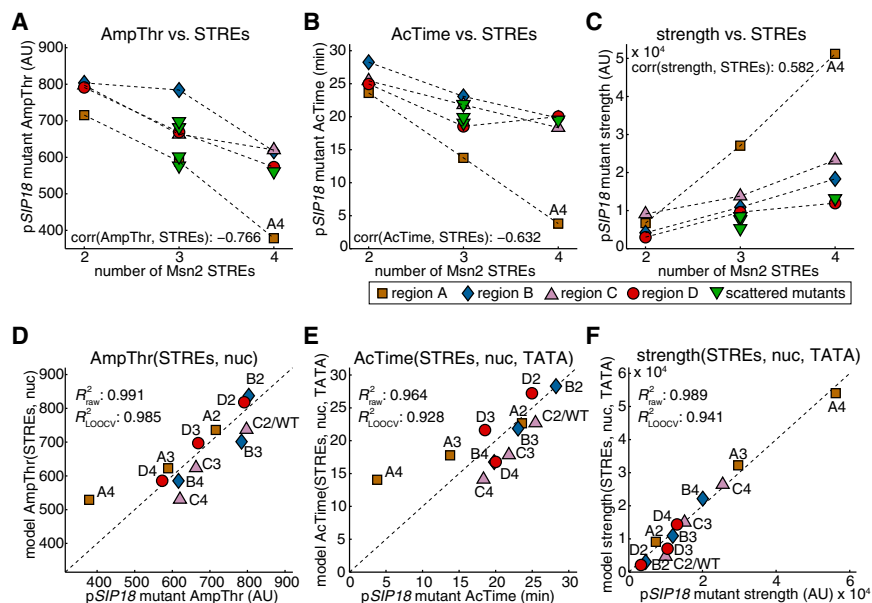 A
AmpThr vs. STREs
pSIP18 mutant AmpThr (AU)
900
800
700
600
500
400
A4
corr(AmpThr, STREs): −0.766
2
3
4
number of Msn2 STREs
B
AcTime vs. STREs
pSIP18 mutant AcTime (min)
30
25
20
15
10
5
0
A4
corr(AcTime, STREs): −0.632
2
3
4
number of Msn2 STREs
C
strength vs. STREs
x 10⁴
pSIP18 mutant strength (AU)
5
4
3
2
1
0
corr(strength, STREs): 0.582
A4
2
3
4
number of Msn2 STREs
region A
region B
region C
region D
scattered mutants
D
AmpThr(STREs, nuc)
model AmpThr(STREs, nuc)
900
800
700
600
500
400
R²raw: 0.991
R²LOOCV: 0.985
B2
D2
A2
C2/WT
D3
B3
A3
C3
D4
B4
C4
A4
400
500
600
700
800
900
pSIP18 mutant AmpThr (AU)
E
AcTime(STREs, nuc, TATA)
model AcTime(STREs, nuc, TATA)
30
25
20
15
10
5
0
R²raw: 0.964
R²LOOCV: 0.928
B2
D2
A2
C2/WT
D3
B3
A3
C3
B4
D4
C4
A4
0
5
10
15
20
25
30
pSIP18 mutant AcTime (min)
F
strength(STREs, nuc, TATA)
model strength(STREs, nuc, TATA)
6
x 10⁴
5
4
3
2
1
0
R²raw: 0.989
R²LOOCV: 0.941
A4
A3
B4
C4
D4
C3
A2
B3
D2
D3
B2
C2/WT
0
2
4
6
pSIP18 mutant strength (AU) x 10⁴